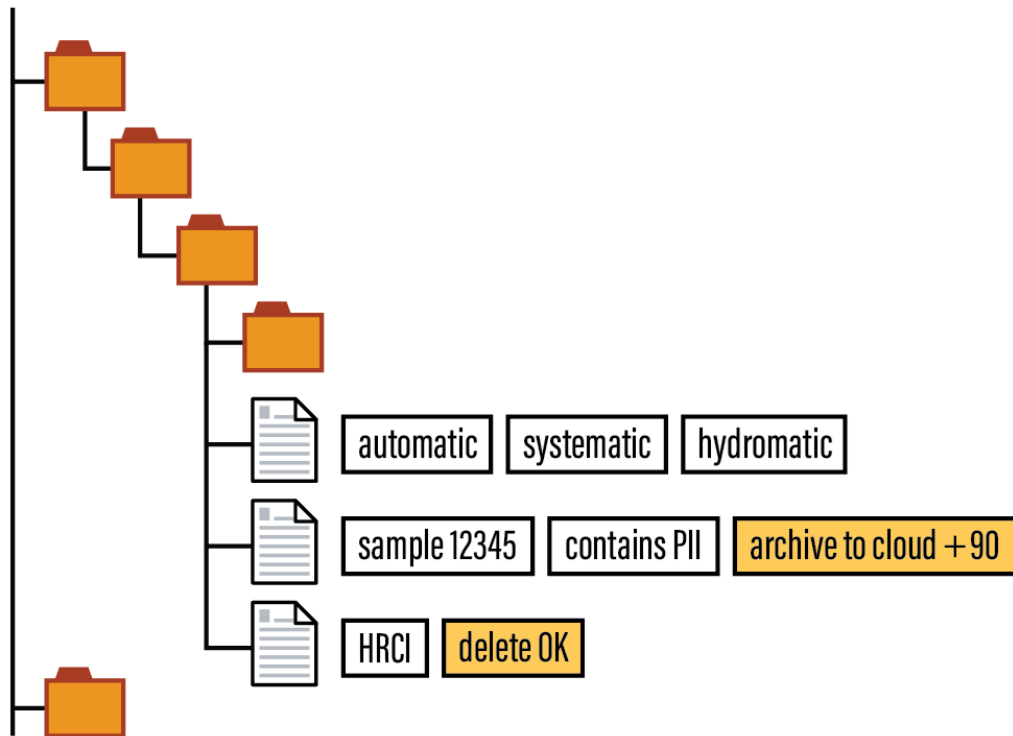 automatic systematic hydromatic
sample 12345 contains PII archive to cloud +90
HRCI delete OK